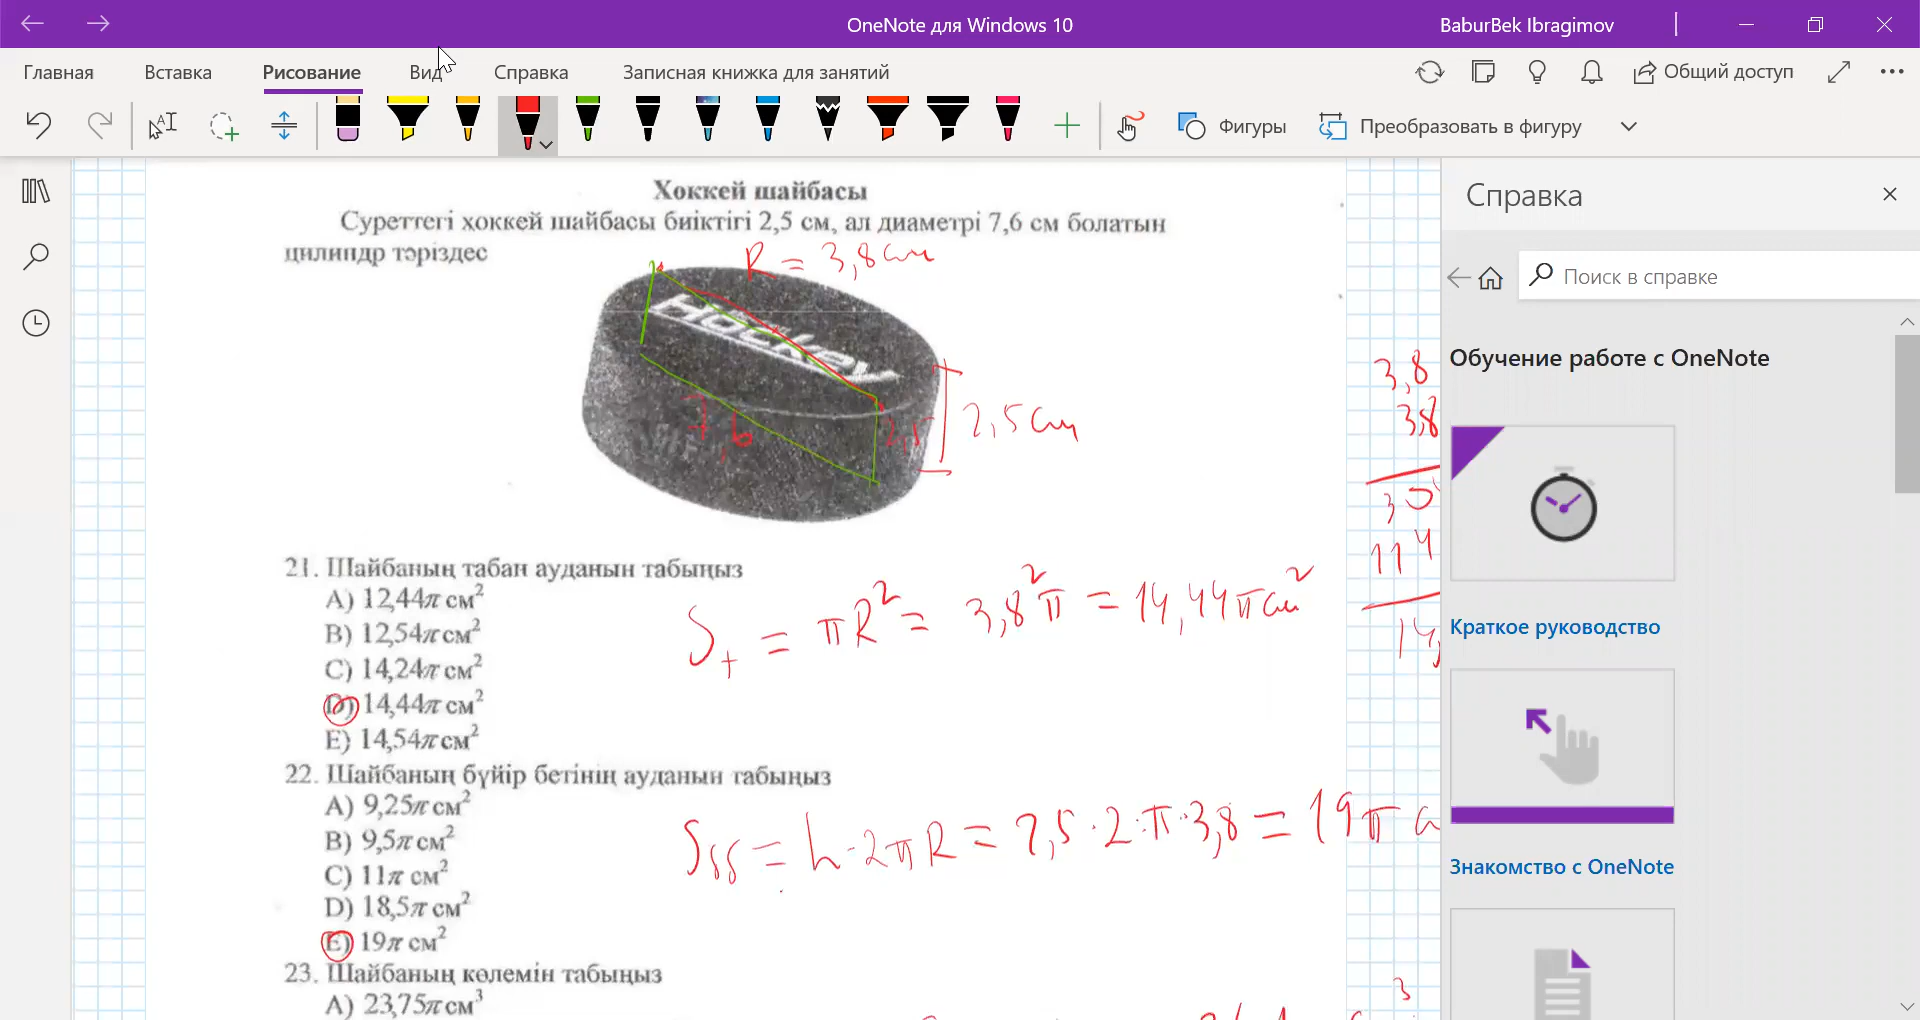 OneNote для Windows 10
BaburBek Ibragimov
Главная Вставка Рисование Вид Справка Записная книжка для занятий
Общий доступ
Фигуры Преобразовать в фигуру
Хоккей шайбасы
Суреттегі хоккей шайбасы биіктігі 2,5 см, ал диаметрі 7,6 см болатын
цилиндр тәріздес
R = 3,8 см
Hockey
7,6
2,5 см
21. Шайбаның табан ауданын табыңыз
A) 12,44π см²
B) 12,54π см²
C) 14,24π см²
D) 14,44π см²
E) 14,54π см²
Sт = πR² = 3,8²π = 14,44π см²
22. Шайбаның бүйір бетінің ауданын табыңыз
A) 9,25π см²
B) 9,5π см²
C) 11π см²
D) 18,5π см²
E) 19π см²
Sбб = h·2πR = 2,5·2·π·3,8 = 19π
23. Шайбаның көлемін табыңыз
A) 23,75π см³
3,8
3,8
Справка
Поиск в справке
Обучение работе с OneNote
Краткое руководство
Знакомство с OneNote